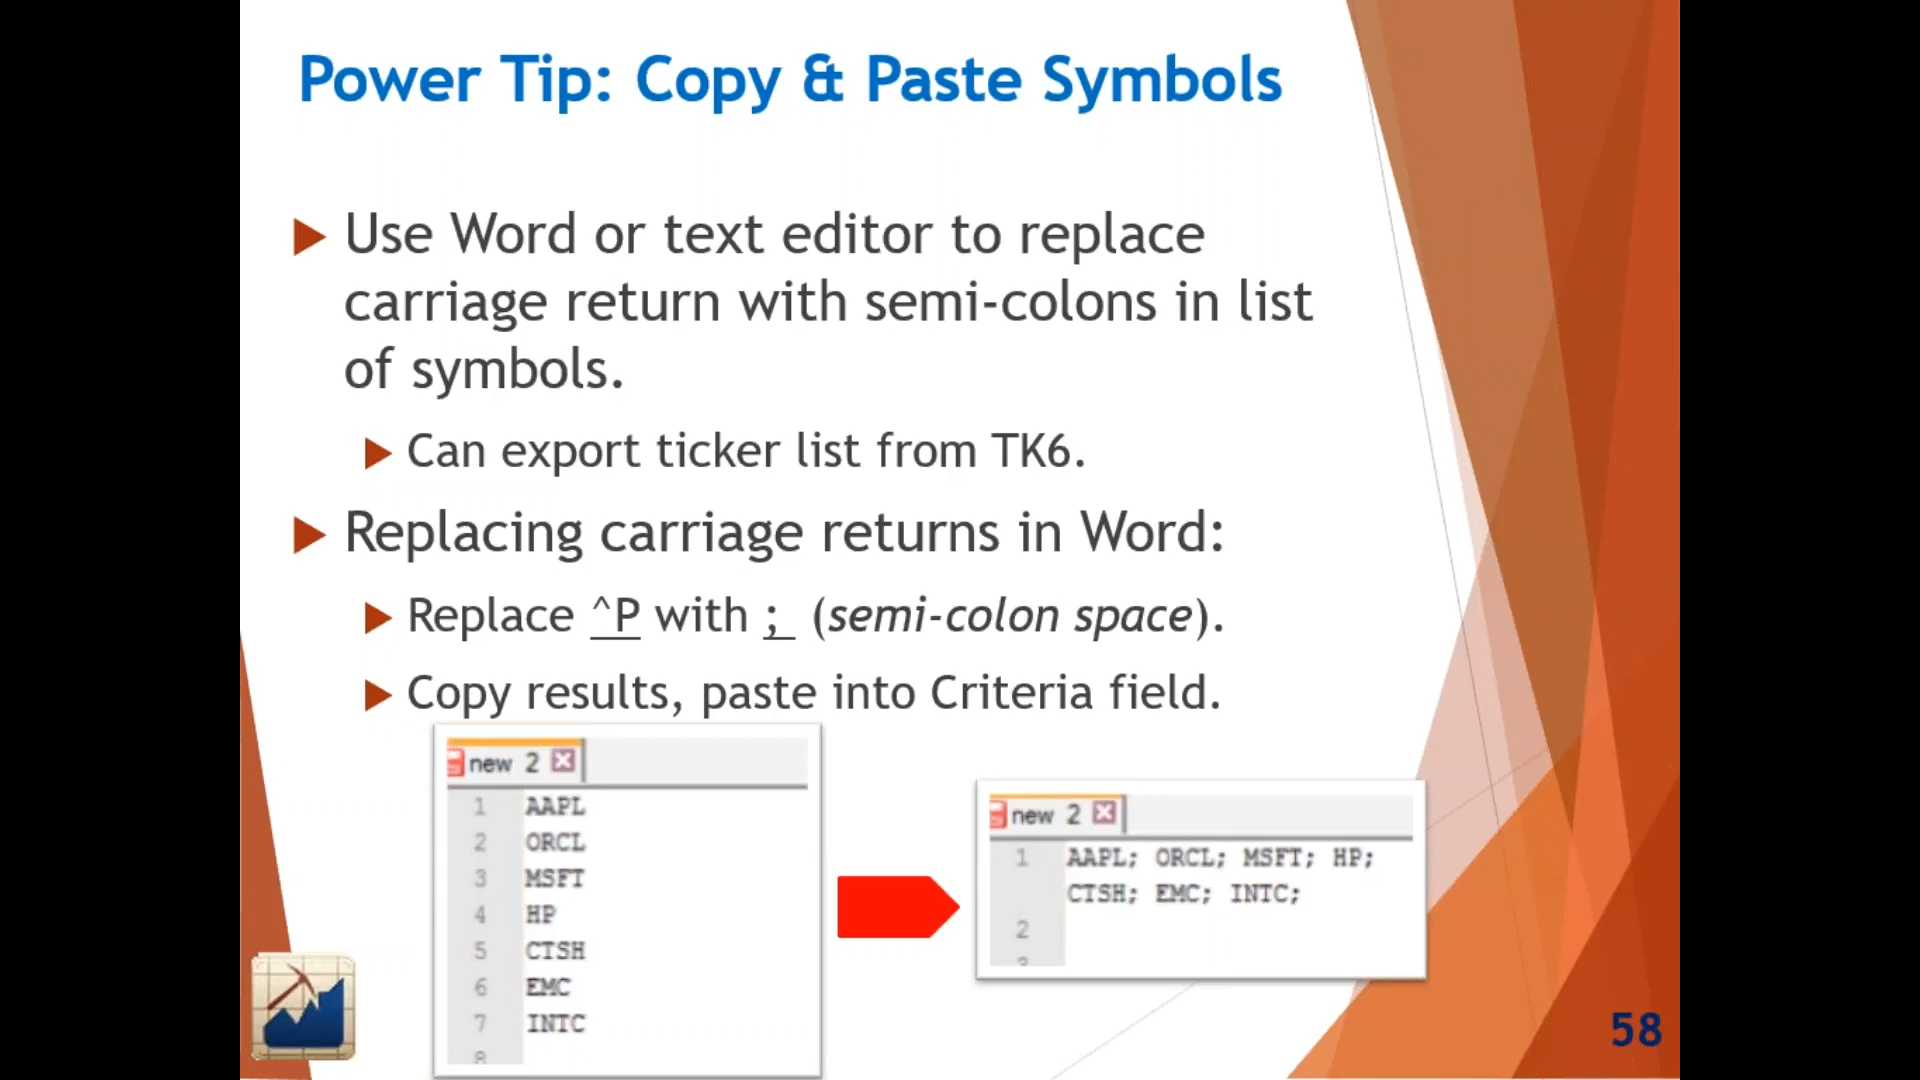 Power Tip: Copy & Paste Symbols
Use Word or text editor to replace
carriage return with semi-colons in list
of symbols.
Can export ticker list from TK6.
Replacing carriage returns in Word:
Replace ^P with ;  (semi-colon space).
Copy results, paste into Criteria field.
new 2
1 AAPL
2 ORCL
3 MSFT
4 HP
5 CTSH
6 EMC
7 INTC
8
new 2
1 AAPL; ORCL; MSFT; HP;
CTSH; EMC; INTC;
2
58